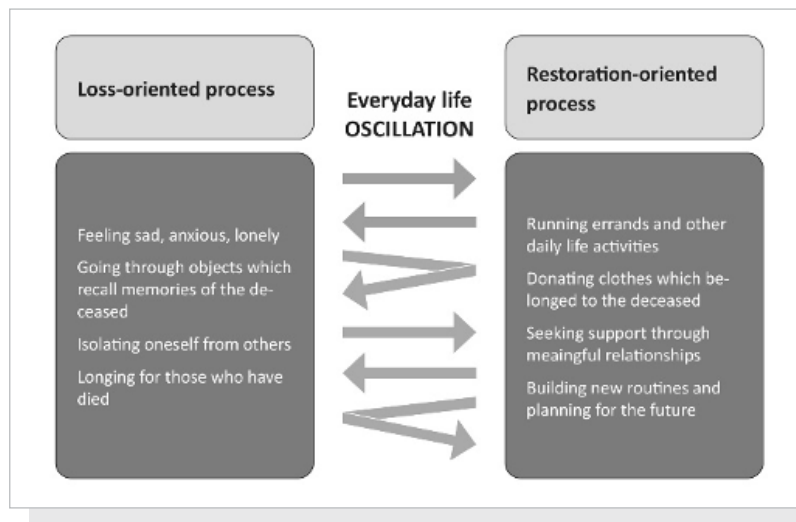 Loss-oriented process
Everyday life
OSCILLATION
Restoration-oriented
process
Feeling sad, anxious, lonely
Going through objects which
recall memories of the de-
ceased
Isolating oneself from others
Longing for those who have
died
Running errands and other
daily life activities
Donating clothes which be-
longed to the deceased
Seeking support through
meaningful relationships
Building new routines and
planning for the future